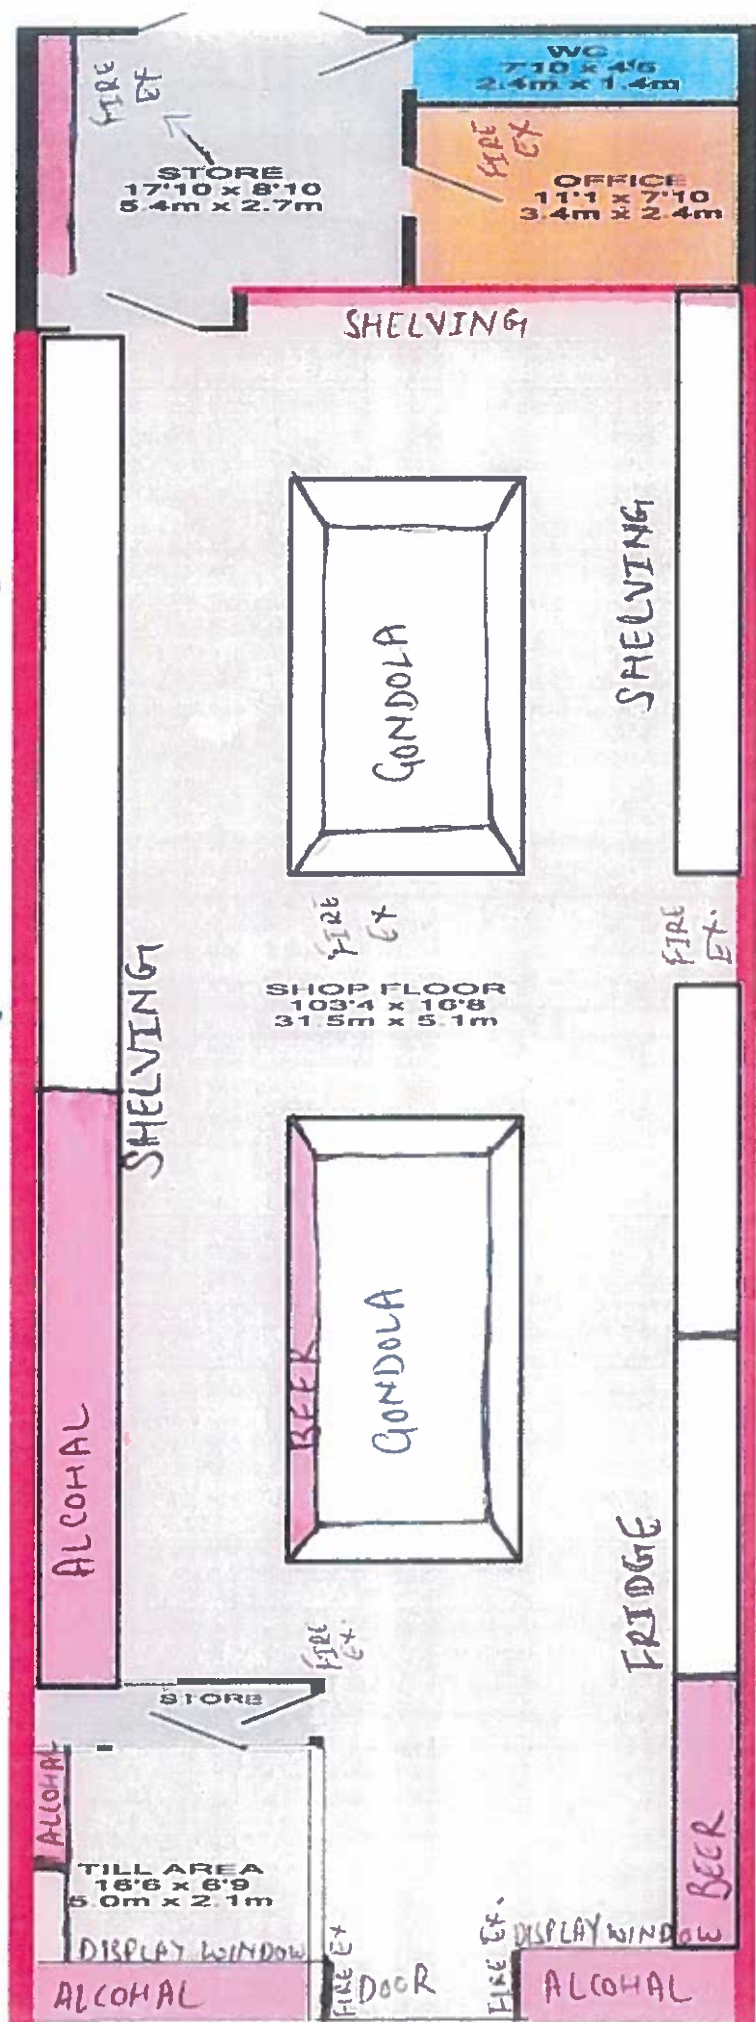 WC
7'10 x 4'6
2.4m x 1.4m
FIRE
EX
STORE
17'10 x 8'10
5.4m x 2.7m
FIRE
EX
OFFICE
11'1 x 7'10
3.4m x 2.4m
SHELVING
SHELVING
GONDOLA
FIRE
EX
FIRE
EX.
SHOP FLOOR
103'4 x 16'8
31.5m x 5.1m
SHELVING
ALCOHAL
BEER
GONDOLA
FRIDGE
FIRE
EX.
STORE
ALCOHAL
TILL AREA
16'6 x 6'9
5.0m x 2.1m
BEER
DISPLAY WINDOW
FIRE EX
DOOR
FIRE EX.
DISPLAY WINDOW
ALCOHAL
ALCOHAL